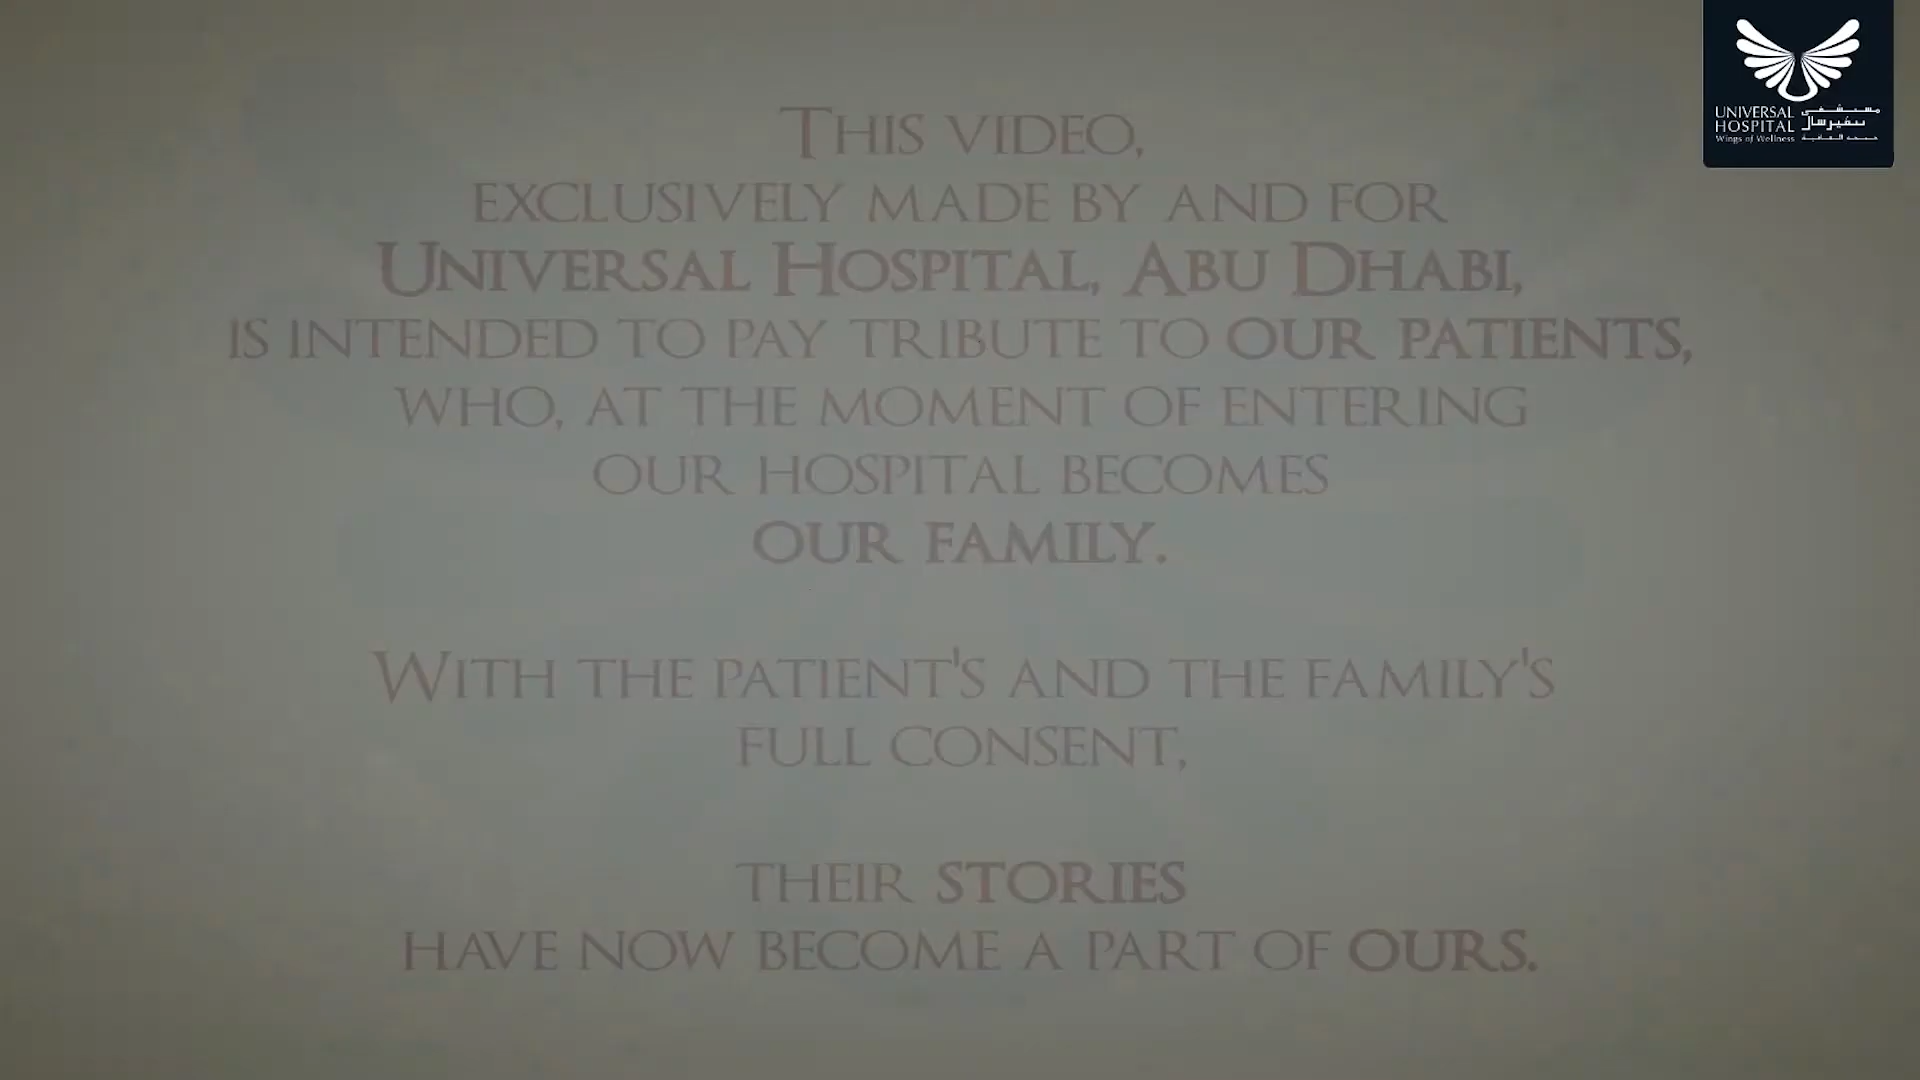 THIS VIDEO,
EXCLUSIVELY MADE BY AND FOR
UNIVERSAL HOSPITAL, ABU DHABI,
IS INTENDED TO PAY TRIBUTE TO OUR PATIENTS,
WHO, AT THE MOMENT OF ENTERING
OUR HOSPITAL BECOMES
OUR FAMILY.
WITH THE PATIENT'S AND THE FAMILY'S
FULL CONSENT,
THEIR STORIES
HAVE NOW BECOME A PART OF OURS.
UNIVERSAL مستشفى
HOSPITAL يونيفرسال
Wings of Wellness